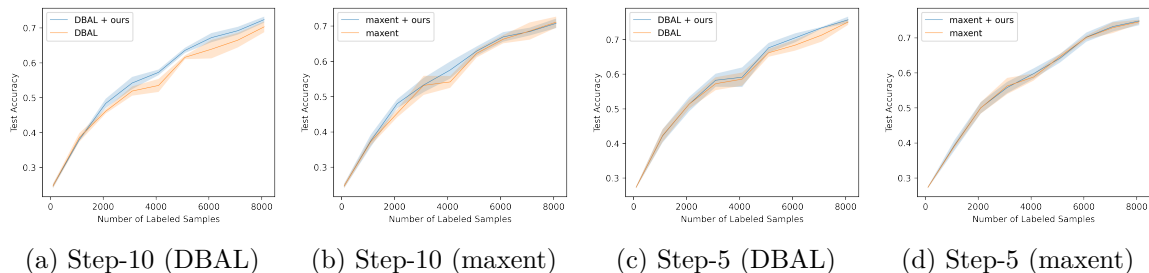 DBAL + ours
DBAL
0.7
0.6
0.5
0.4
0.3
Test Accuracy
0 2000 4000 6000 8000
Number of Labeled Samples
(a) Step-10 (DBAL)
maxent + ours
maxent
0.7
0.6
0.5
0.4
0.3
Test Accuracy
0 2000 4000 6000 8000
Number of Labeled Samples
(b) Step-10 (maxent)
DBAL + ours
DBAL
0.7
0.6
0.5
0.4
0.3
Test Accuracy
0 2000 4000 6000 8000
Number of Labeled Samples
(c) Step-5 (DBAL)
maxent + ours
maxent
0.7
0.6
0.5
0.4
0.3
Test Accuracy
0 2000 4000 6000 8000
Number of Labeled Samples
(d) Step-5 (maxent)